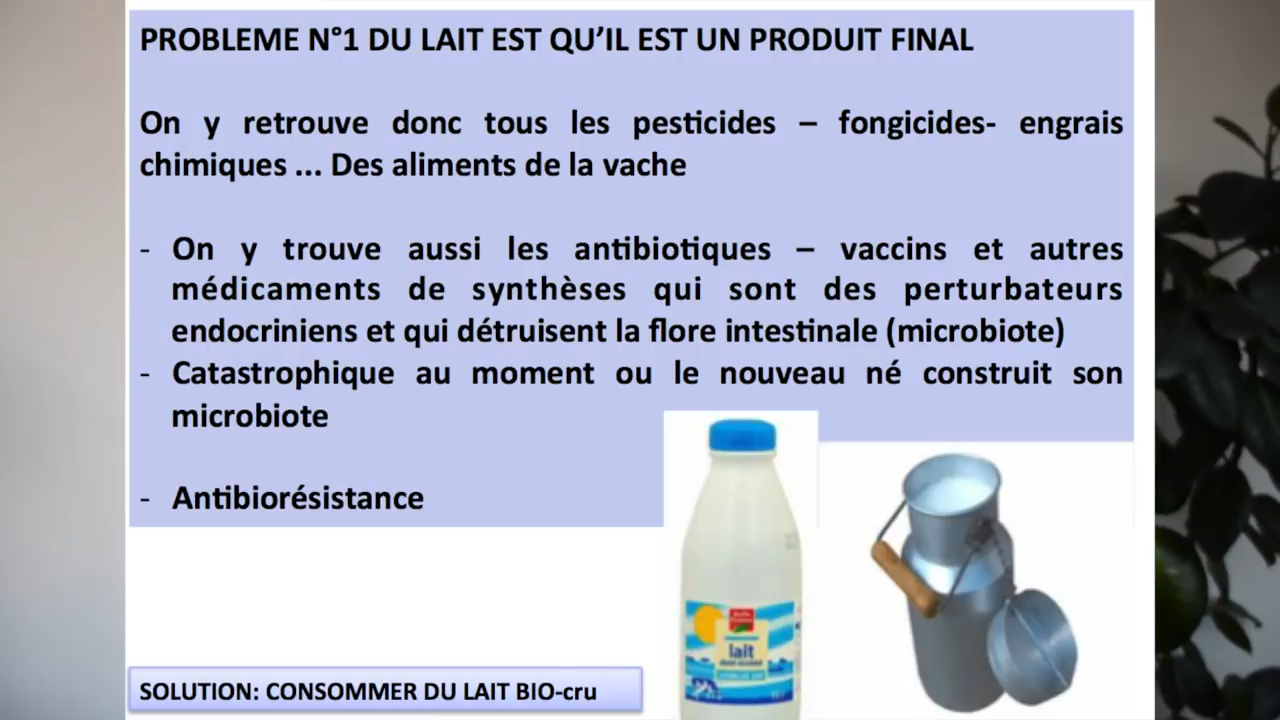 PROBLEME N°1 DU LAIT EST QU’IL EST UN PRODUIT FINAL
On y retrouve donc tous les pesticides – fongicides- engrais
chimiques ... Des aliments de la vache
- On y trouve aussi les antibiotiques – vaccins et autres
médicaments de synthèses qui sont des perturbateurs
endocriniens et qui détruisent la flore intestinale (microbiote)
- Catastrophique au moment ou le nouveau né construit son
microbiote
- Antibiorésistance
lait
SOLUTION: CONSOMMER DU LAIT BIO-cru